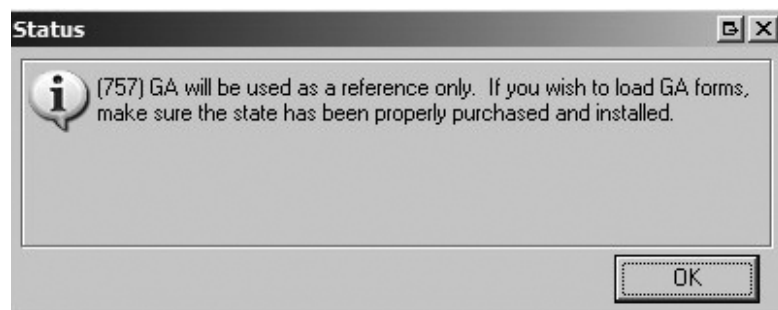 Status
(757) GA will be used as a reference only.  If you wish to load GA forms,
make sure the state has been properly purchased and installed.
OK